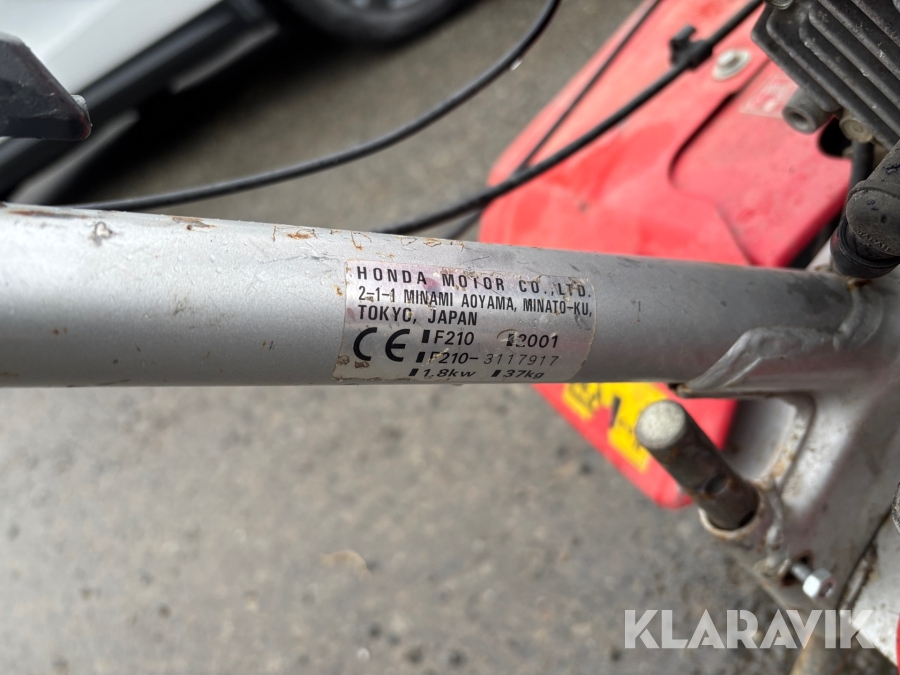 HONDA MOTOR CO.,LTD.
2-1-1 MINAMI AOYAMA, MINATO-KU,
TOKYO, JAPAN
CE F210 2001
F210-3117917
1.8kw 37kg
KLARAVIK